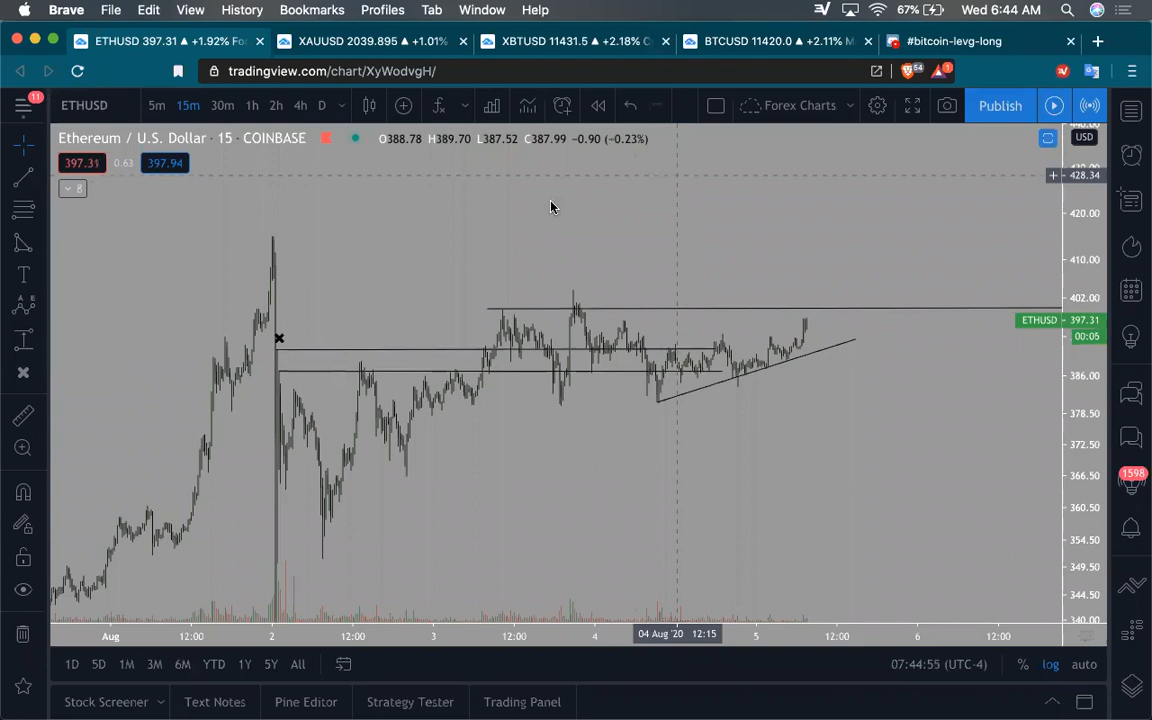 Brave File Edit View History Bookmarks Profiles Tab Window Help 67% Wed 6:44 AM
ETHUSD 397.31 ▲ +1.92% Fo
XAUUSD 2039.895 ▲ +1.01%
XBTUSD 11431.5 ▲ +2.18% C
BTCUSD 11420.0 ▲ +2.11% M
#bitcoin-levg-long
tradingview.com/chart/XyWodvgH/
54
1
11
ETHUSD 5m 15m 30m 1h 2h 4h D Forex Charts Publish
Ethereum / U.S. Dollar · 15 · COINBASE O388.78 H389.70 L387.52 C387.99 −0.90 (−0.23%)
USD
397.31 0.63 397.94
8
428.34
420.00
410.00
402.00
ETHUSD 397.31
00:05
386.00
378.50
372.50
366.50
360.50
354.50
349.50
344.50
340.00
1598
Aug 12:00 2 12:00 3 12:00 4 04 Aug '20 12:15 5 12:00 6 12:00
1D 5D 1M 3M 6M YTD 1Y 5Y All 07:44:55 (UTC-4) % log auto
Stock Screener Text Notes Pine Editor Strategy Tester Trading Panel